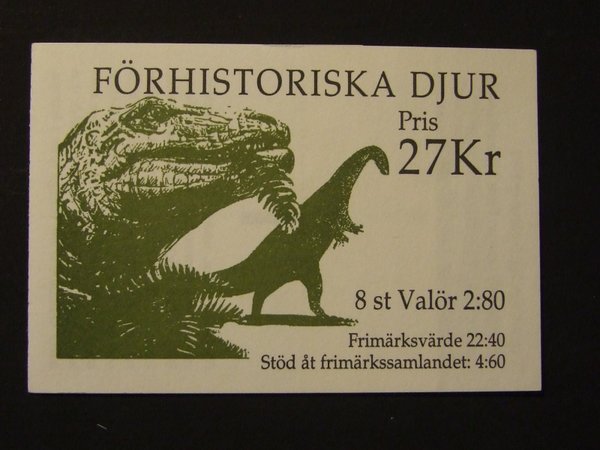 FÖRHISTORISKA DJUR
Pris
27Kr
8 st Valör 2:80
Frimärksvärde 22:40
Stöd åt frimärkssamlandet: 4:60